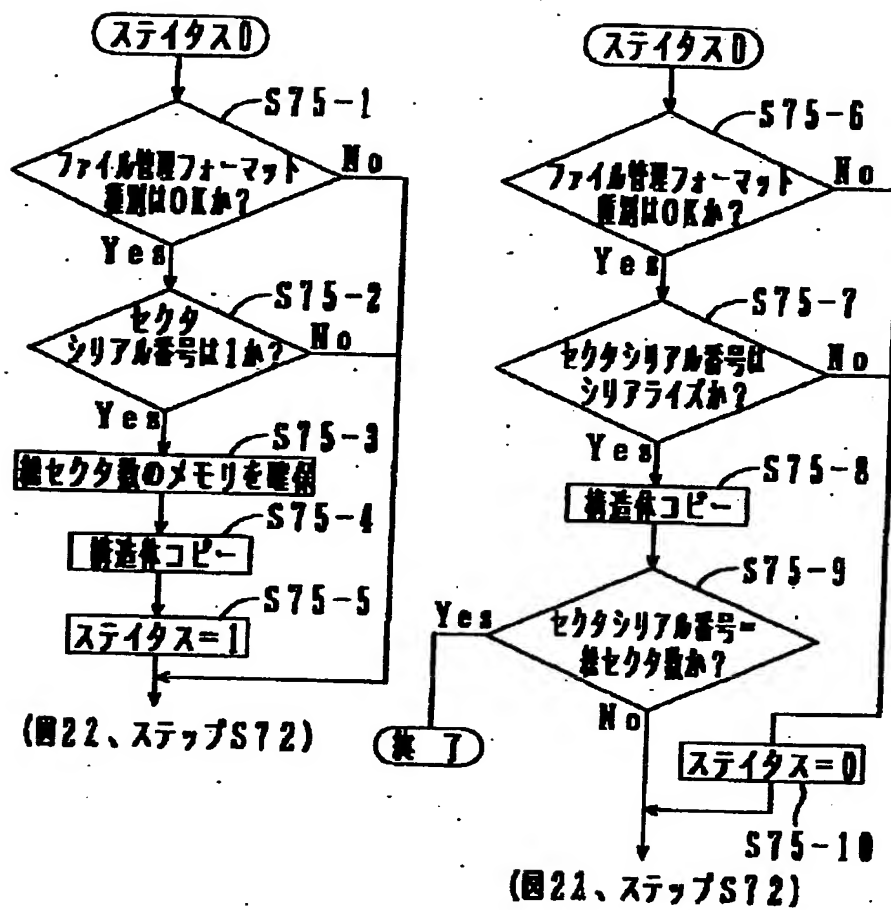 ステイタス0
S75-1
ファイル管理フォーマット
種別はOKか?
No
Yes
S75-2
セクタ
シリアル番号は1か?
No
Yes
S75-3
総セクタ数のメモリを確保
S75-4
構造体コピー
S75-5
ステイタス=1
(図22、ステップS72)
ステイタス0
S75-6
ファイル管理フォーマット
種別はOKか?
No
Yes
S75-7
セクタシリアル番号は
シリアライズか?
No
Yes
S75-8
構造体コピー
S75-9
セクタシリアル番号=
総セクタ数か?
Yes
No
終 了
ステイタス=0
S75-10
(図22、ステップS72)